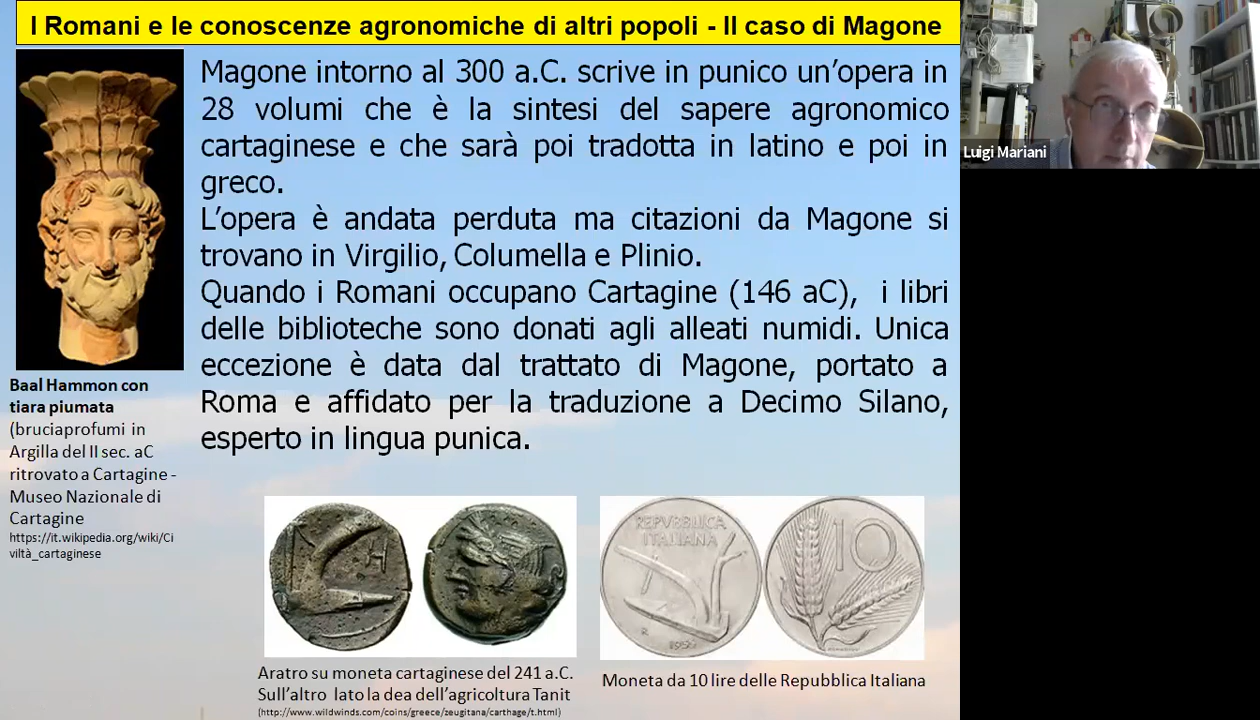 I Romani e le conoscenze agronomiche di altri popoli - Il caso di Magone
Magone intorno al 300 a.C. scrive in punico un'opera in
28 volumi che è la sintesi del sapere agronomico
cartaginese e che sarà poi tradotta in latino e poi in
greco.
L'opera è andata perduta ma citazioni da Magone si
trovano in Virgilio, Columella e Plinio.
Quando i Romani occupano Cartagine (146 aC), i libri
delle biblioteche sono donati agli alleati numidi. Unica
eccezione è data dal trattato di Magone, portato a
Roma e affidato per la traduzione a Decimo Silano,
esperto in lingua punica.
Baal Hammon con
tiara piumata
(bruciaprofumi in
Argilla del II sec. aC
ritrovato a Cartagine -
Museo Nazionale di
Cartagine
https://it.wikipedia.org/wiki/Ci
viltà_cartaginese
REPVBBLICA
ITALIANA
R
10
Aratro su moneta cartaginese del 241 a.C.
Sull'altro lato la dea dell'agricoltura Tanit
(http://www.wildwinds.com/coins/greece/zeugitana/carthage/t.html)
Moneta da 10 lire delle Repubblica Italiana
Luigi Mariani